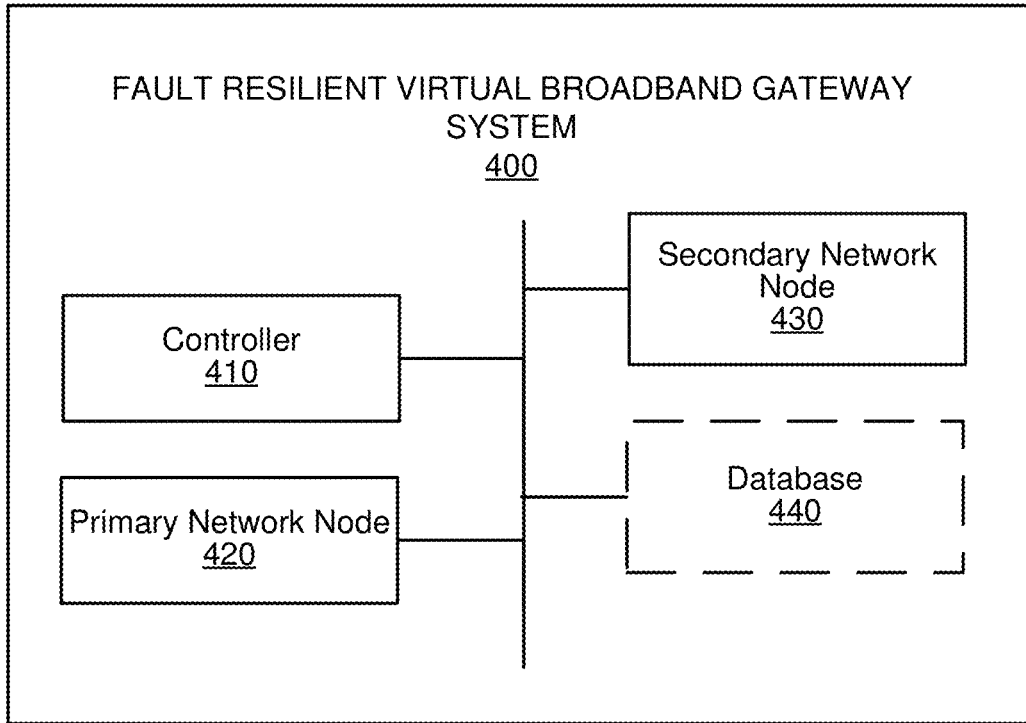 FAULT RESILIENT VIRTUAL BROADBAND GATEWAY
SYSTEM
400
Controller
410
Primary Network Node
420
Secondary Network
Node
430
Database
440